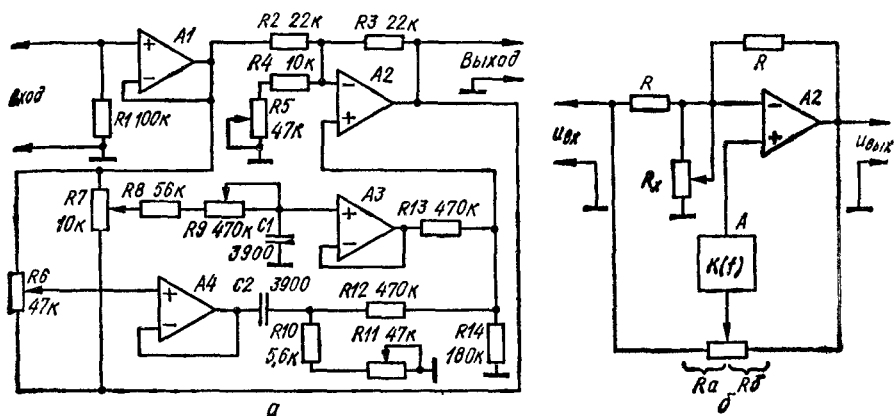 Вход
R1 100к
A1
R2 22к
R3 22к
R4 10к
R5
47к
A2
Выход
R7
10к
R8 56к
R9 470к
C1
3900
A3
R13 470к
R6
47к
A4
C2
3900
R12 470к
R10
5,6к
R11 47к
R14
180к
а
R
R
A2
Uвх
Rx
Uвых
A
K(f)
Rа
Rб
б